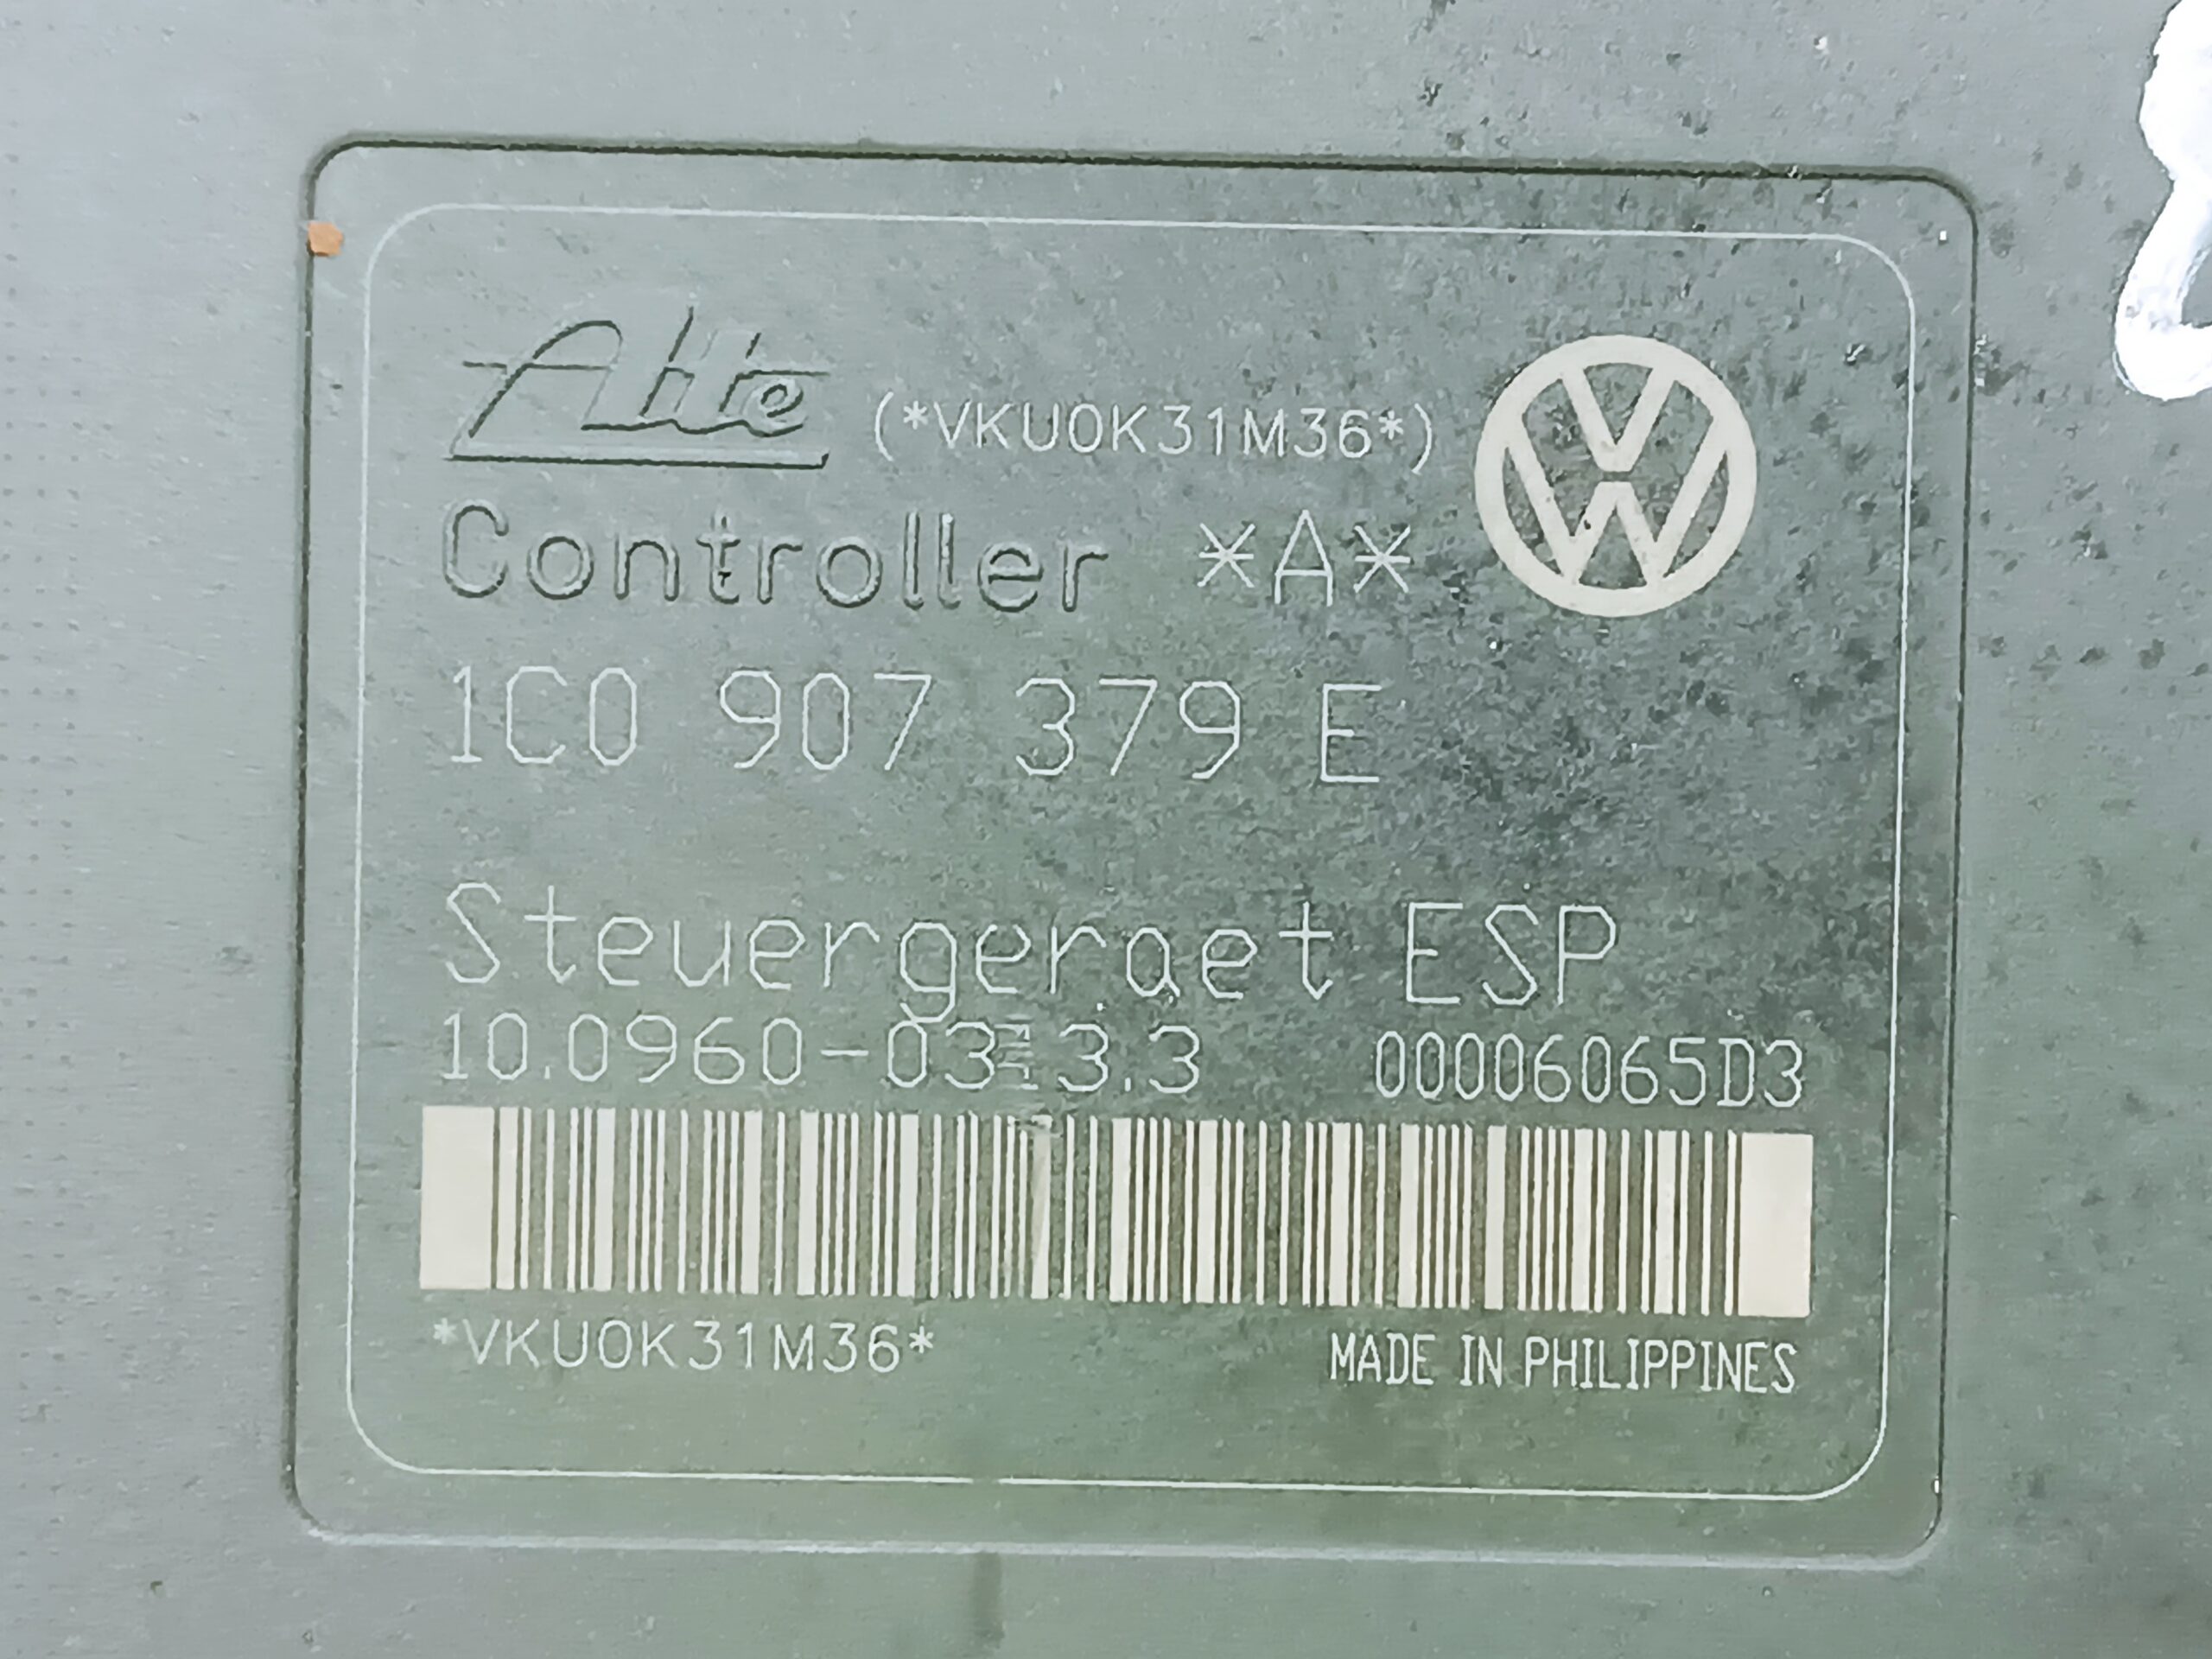 Ate (*VKU0K31M36*)
Controller *A*
1C0 907 379 E
Steuergeraet ESP
00006065D3
*VKU0K31M36*
MADE IN PHILIPPINES